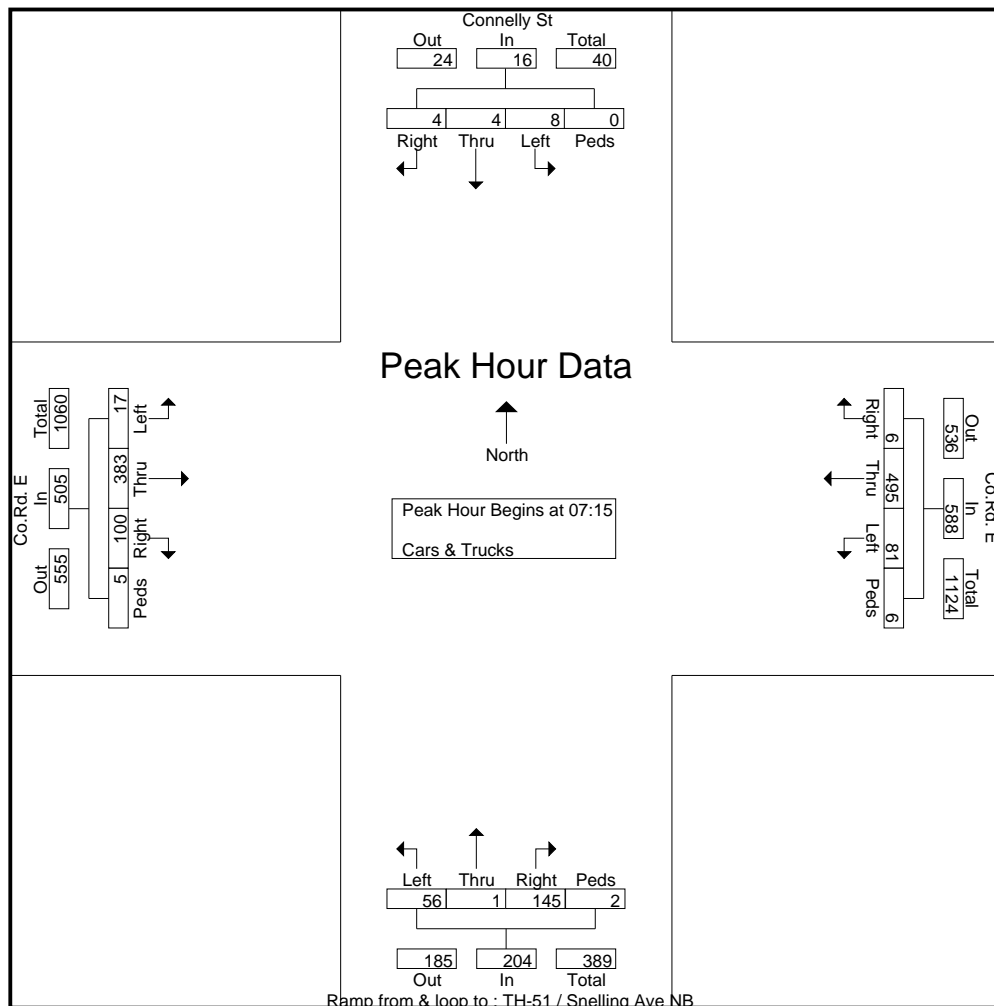 Connelly St
Out In Total
24 16 40
4 4 8 0
Right Thru Left Peds
Peak Hour Data
North
Peak Hour Begins at 07:15
Cars & Trucks
Co.Rd. E
Total In Out
1060 505 555
17 383 100 5
Left Thru Right Peds
Right Thru Left Peds
6 495 81 6
Out In Total
536 588 1124
Co.Rd. E
Left Thru Right Peds
56 1 145 2
185 204 389
Out In Total
Ramp from & loop to : TH-51 / Snelling Ave NB